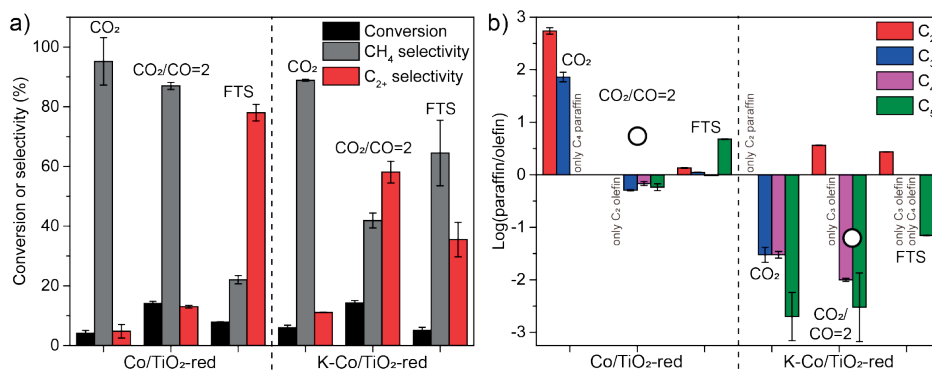 a)
Conversion or selectivity (%)
100
80
60
40
20
0
CO₂
CO₂/CO=2
FTS
CO₂
CO₂/CO=2
FTS
Conversion
CH₄ selectivity
C₂₊ selectivity
Co/TiO₂-red
K-Co/TiO₂-red
b)
Log(paraffin/olefin)
3
2
1
0
-1
-2
-3
CO₂
only C₄ paraffin
CO₂/CO=2
only C₂ olefin
FTS
only C₂ paraffin
CO₂
only C₃ olefin
CO₂/
CO=2
only C₃ olefin
only C₄ olefin
FTS
Co/TiO₂-red
K-Co/TiO₂-red